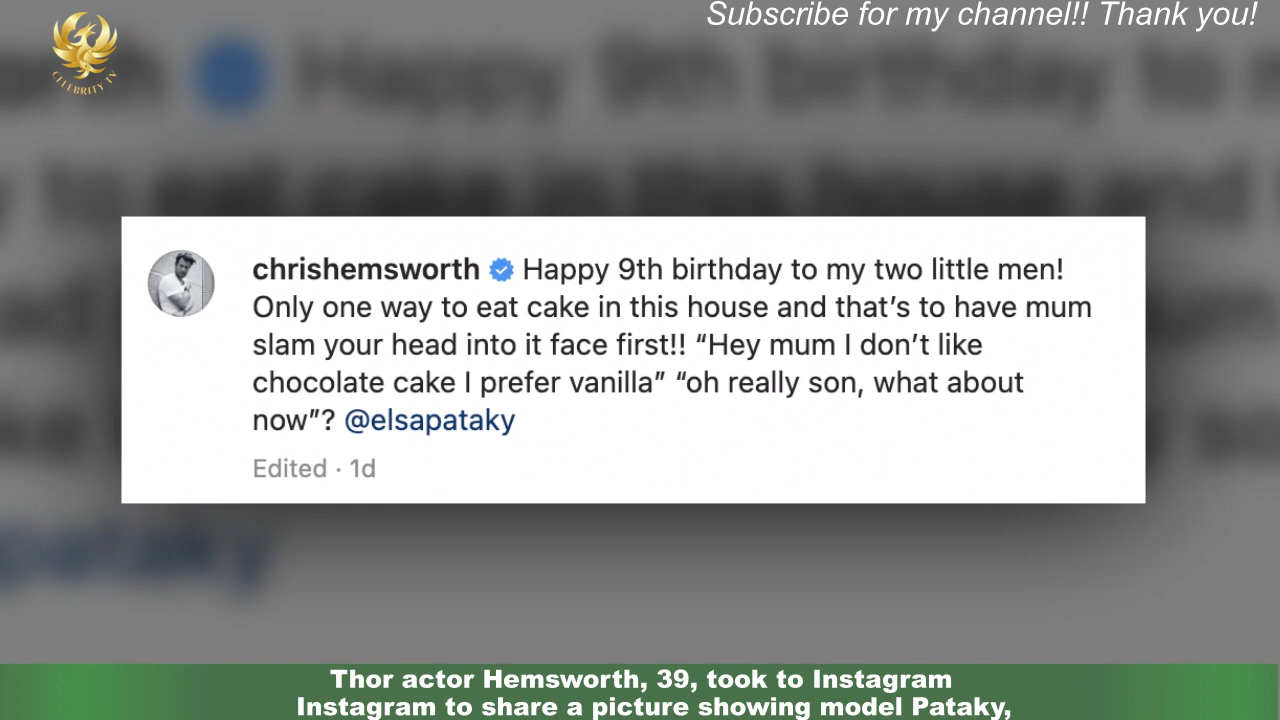 Subscribe for my channel!! Thank you!
CELEBRITY TV
chrishemsworth Happy 9th birthday to my two little men!
Only one way to eat cake in this house and that’s to have mum
slam your head into it face first!! “Hey mum I don’t like
chocolate cake I prefer vanilla” “oh really son, what about
now”? @elsapataky
Edited · 1d
Thor actor Hemsworth, 39, took to Instagram
Instagram to share a picture showing model Pataky,